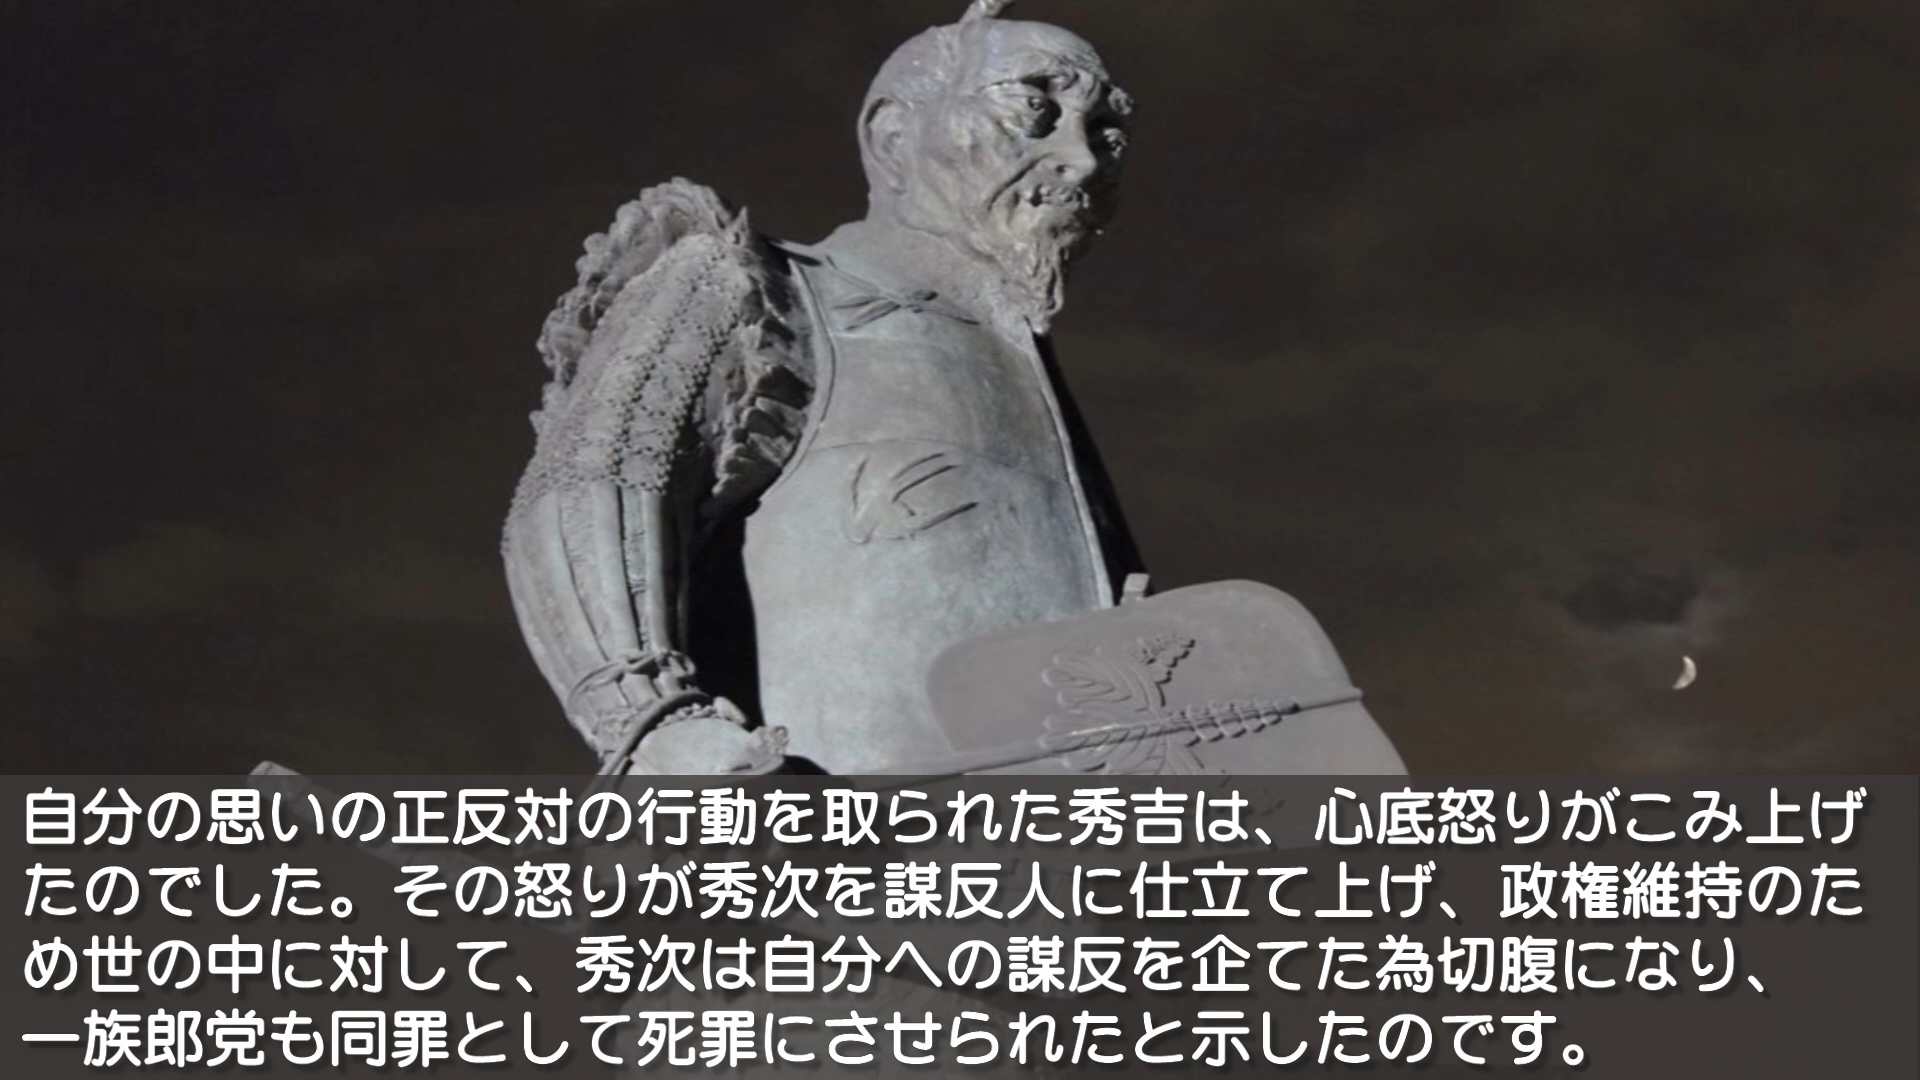 自分の思いの正反対の行動を取られた秀吉は、心底怒りがこみ上げ
たのでした。その怒りが秀次を謀反人に仕立て上げ、政権維持のた
め世の中に対して、秀次は自分への謀反を企てた為切腹になり、
一族郎党も同罪として死罪にさせられたと示したのです。